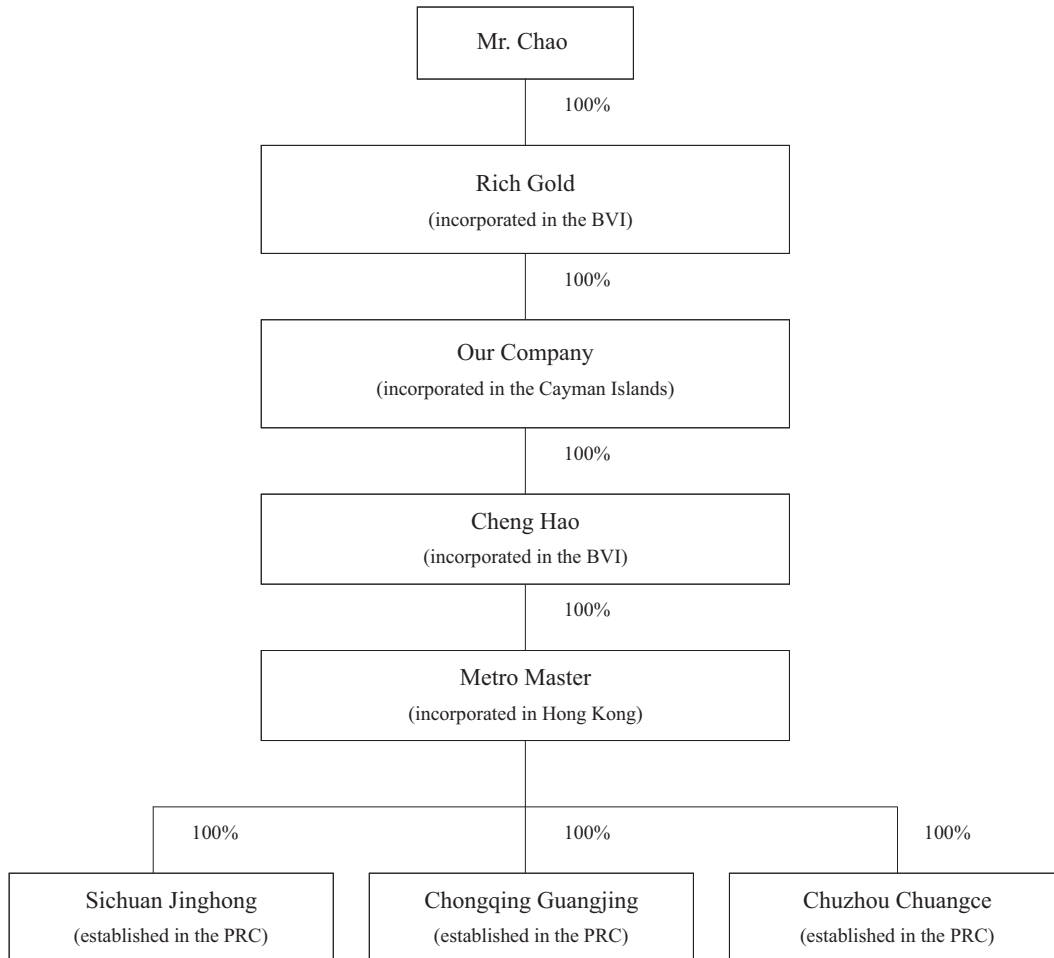 Mr. Chao
100%
Rich Gold
(incorporated in the BVI)
100%
Our Company
(incorporated in the Cayman Islands)
100%
Cheng Hao
(incorporated in the BVI)
100%
Metro Master
(incorporated in Hong Kong)
100% 100% 100%
Sichuan Jinghong Chongqing Guangjing Chuzhou Chuangce
(established in the PRC) (established in the PRC) (established in the PRC)